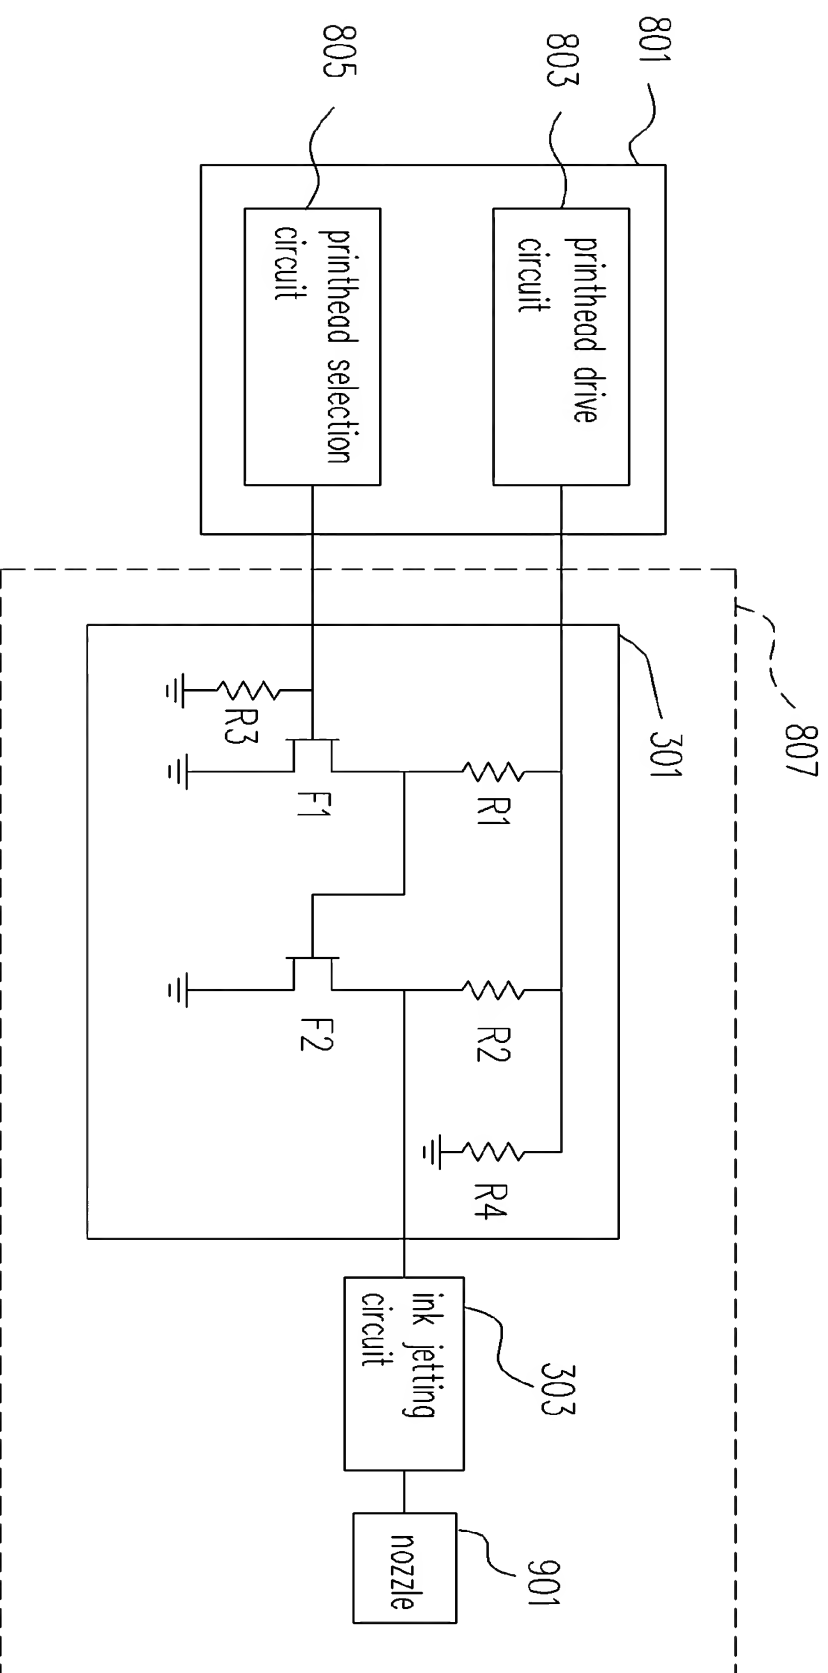 801
803
printhead drive
circuit
805
printhead selection
circuit
807
301
R1
R2
R4
R3
F1
F2
303
ink jetting
circuit
901
nozzle